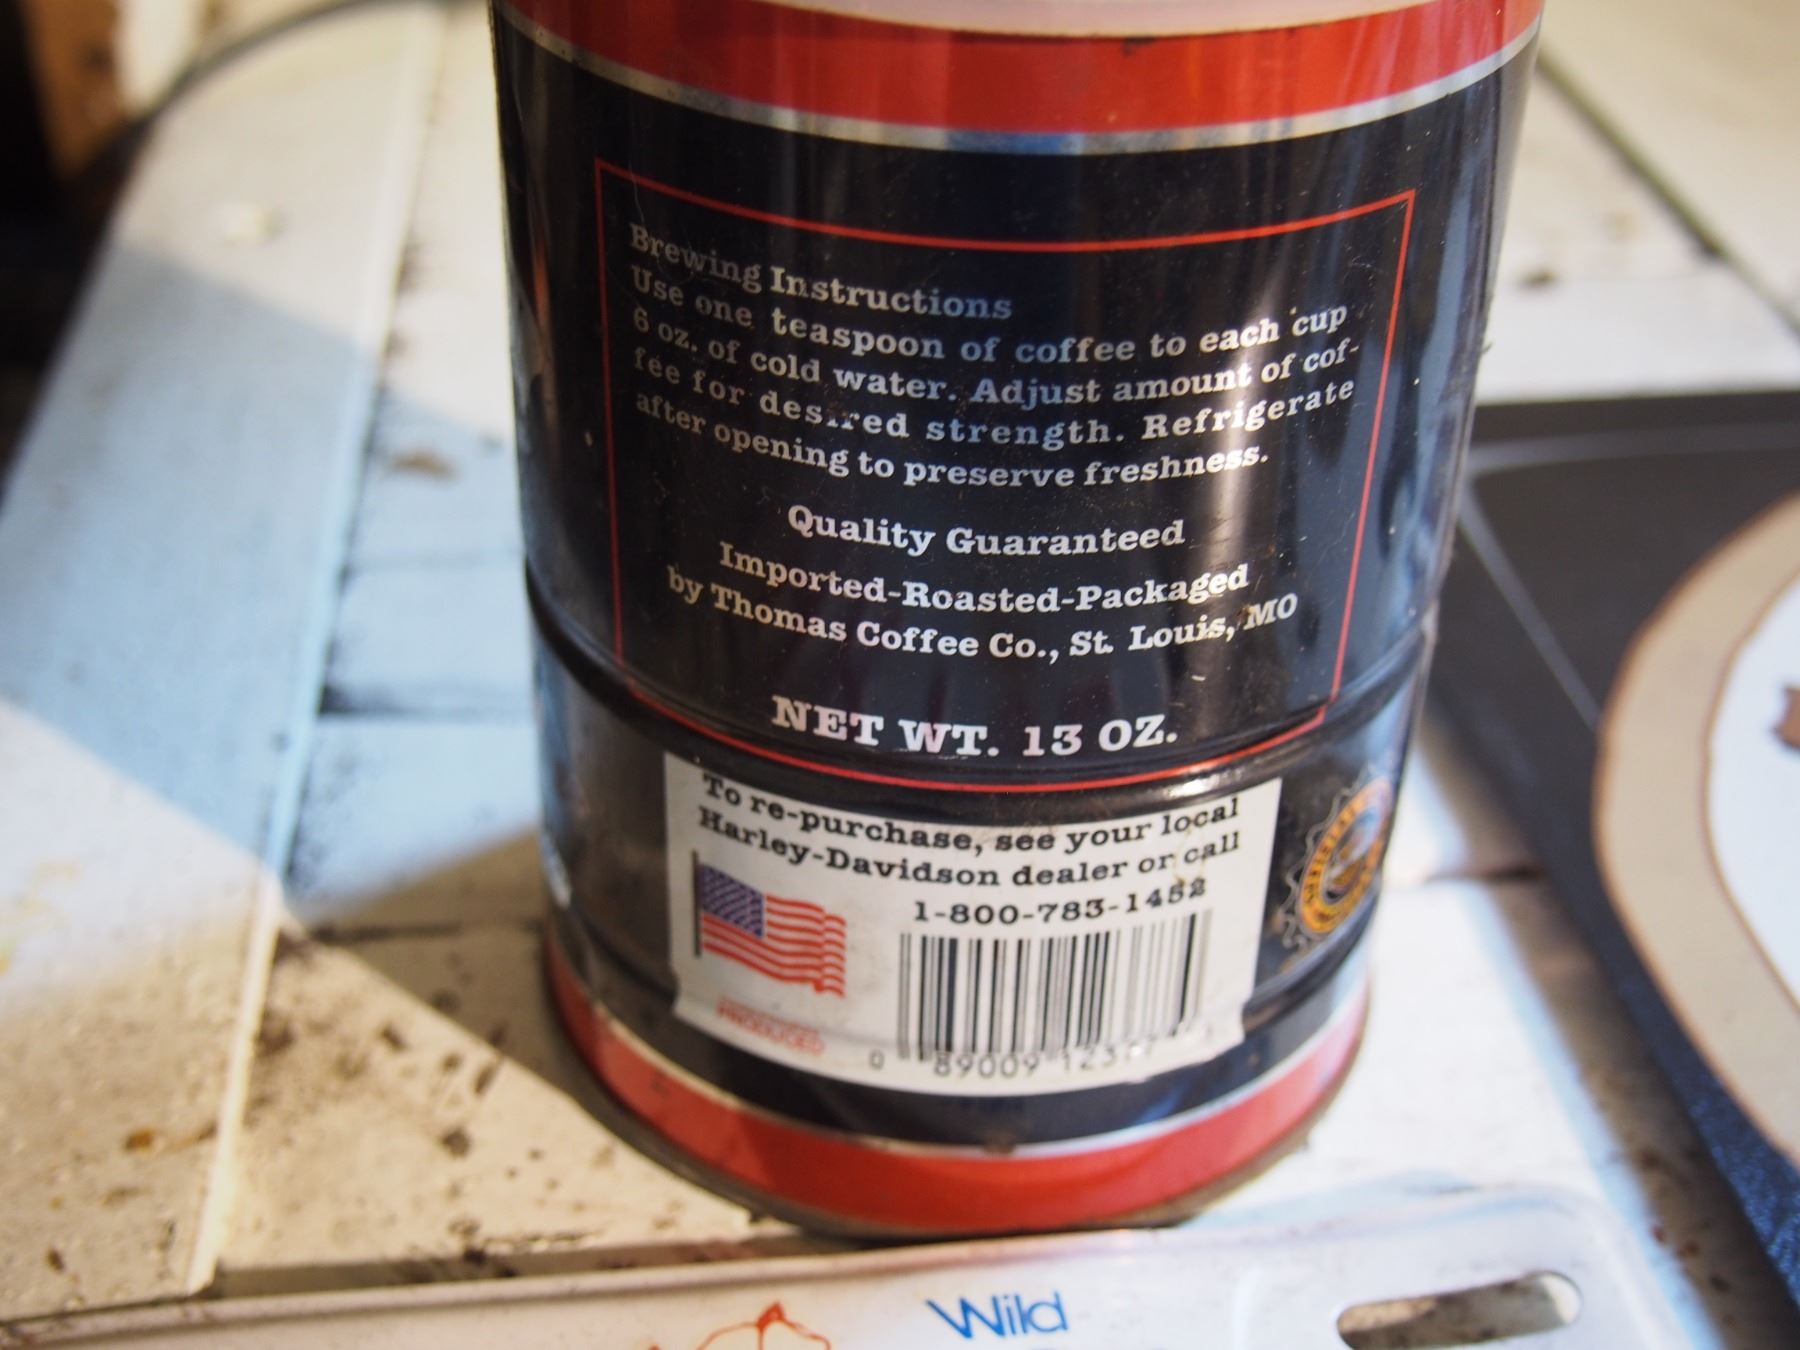 Brewing Instructions
Use one teaspoon of coffee to each cup
6 oz. of cold water. Adjust amount of cof-
fee for desired strength. Refrigerate
after opening to preserve freshness.
Quality Guaranteed
Imported-Roasted-Packaged
by Thomas Coffee Co., St. Louis, MO
NET WT. 13 OZ.
To re-purchase, see your local
Harley-Davidson dealer or call
1-800-783-1452
PRODUCED
0 89009
Wild